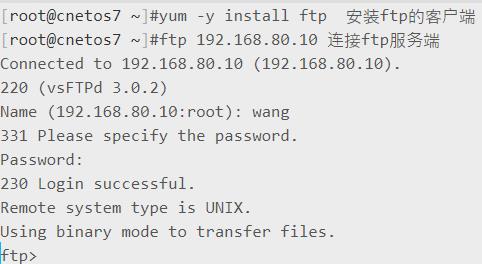 [root@cnetos7 ~]#yum -y install ftp  安装ftp的客户端
[root@cnetos7 ~]#ftp 192.168.80.10 连接ftp服务端
Connected to 192.168.80.10 (192.168.80.10).
220 (vsFTPd 3.0.2)
Name (192.168.80.10:root): wang
331 Please specify the password.
Password:
230 Login successful.
Remote system type is UNIX.
Using binary mode to transfer files.
ftp>